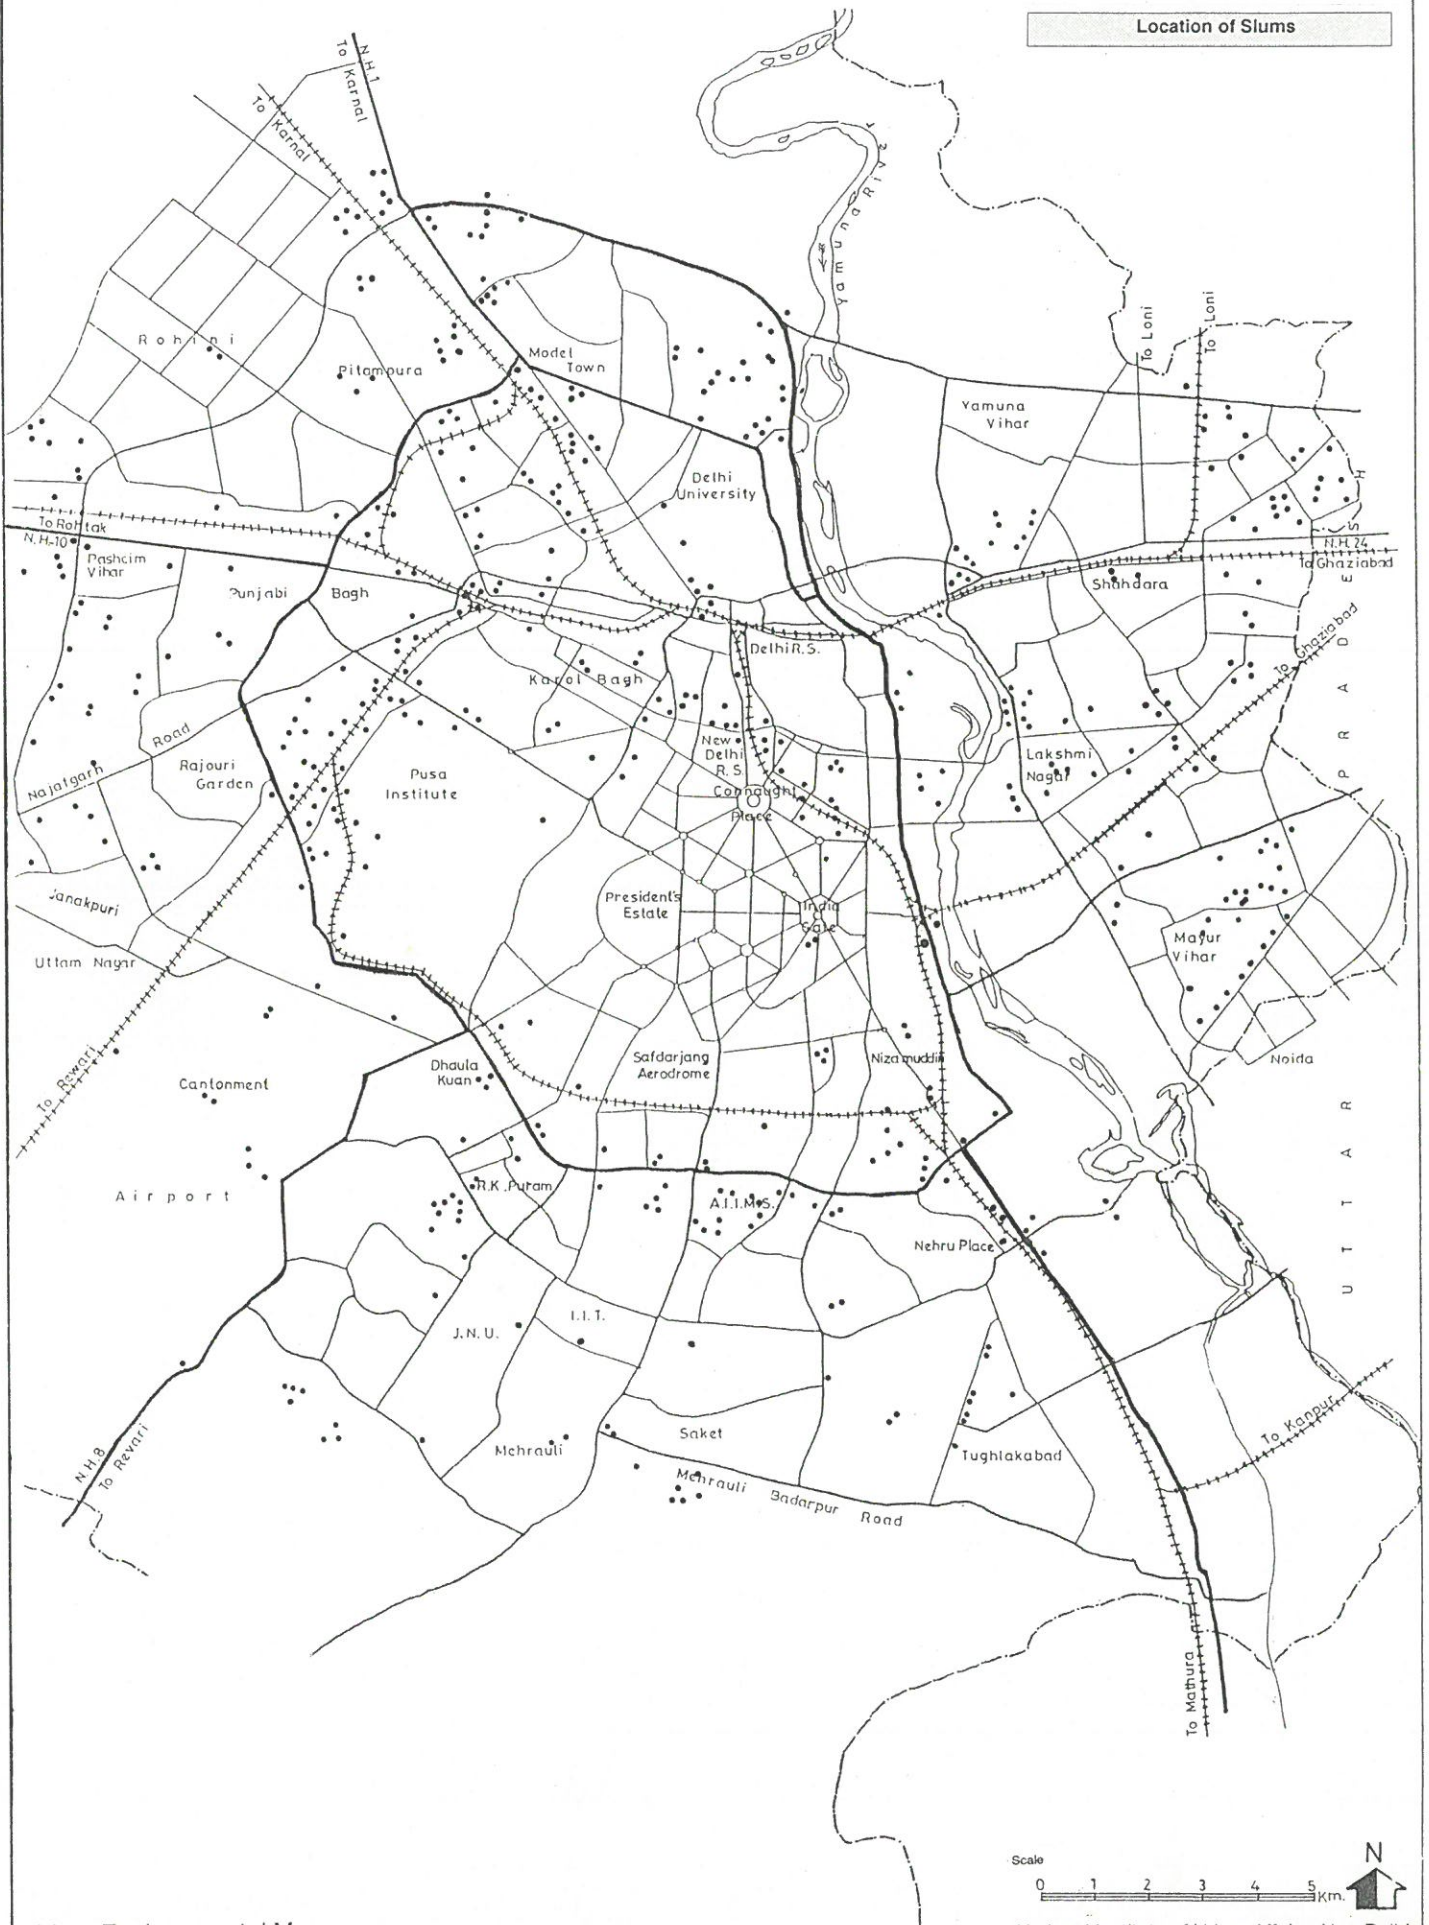 Location of Slums
N.H.1
To Karnal
To Karnal
Yamuna River
To Loni
To Loni
Rohini
Pitampura
Model
Town
Yamuna
Vihar
Delhi
University
To Rohtak
N.H-10
Pashcim
Vihar
Punjabi Bagh
N.H.24
To Ghaziabad
Shahdara
Delhi R.S.
Karol Bagh
To Ghaziabad
Najafgarh Road
Rajouri
Garden
Pusa
Institute
New
Delhi
R.S.
Connaught
Place
Lakshmi
Nagar
Janakpuri
Uttam Nagar
President's
Estate
India
Gate
Mayur
Vihar
To Rewari
Cantonment
Dhaula
Kuan
Safdarjang
Aerodrome
Nizamuddin
Noida
UTTAR PRADESH
Airport
R.K.Puram
A.I.I.M.S.
Nehru Place
J.N.U.
I.I.T.
N.H.8
To Revari
Mehrauli
Saket
Tughlakabad
To Kanpur
Mehrauli Badarpur Road
To Mathura
Scale
0 1 2 3 4 5 Km.
N